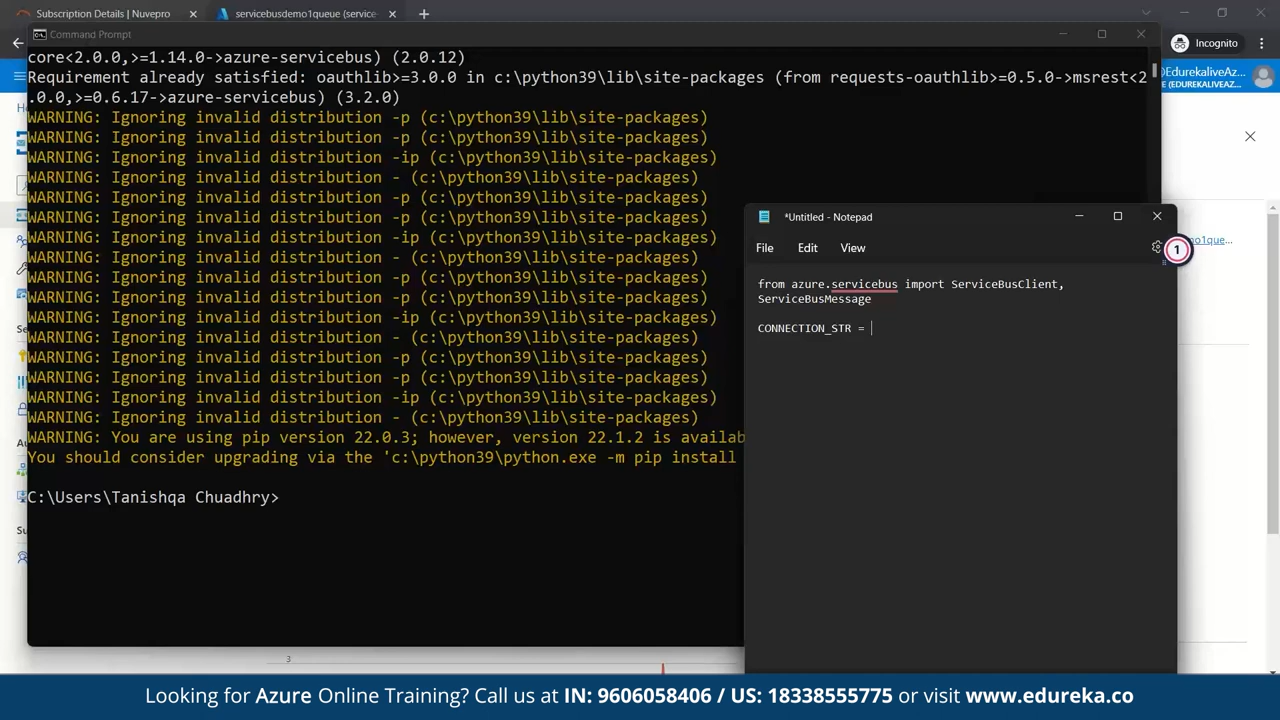 Subscription Details | Nuvepro
servicebusdemo1queue (service
Incognito
Command Prompt
core<2.0.0,>=1.14.0->azure-servicebus) (2.0.12)
Requirement already satisfied: oauthlib>=3.0.0 in c:\python39\lib\site-packages (from requests-oauthlib>=0.5.0->msrest<2
.0.0,>=0.6.17->azure-servicebus) (3.2.0)
WARNING: Ignoring invalid distribution -p (c:\python39\lib\site-packages)
WARNING: Ignoring invalid distribution -p (c:\python39\lib\site-packages)
WARNING: Ignoring invalid distribution -ip (c:\python39\lib\site-packages)
WARNING: Ignoring invalid distribution - (c:\python39\lib\site-packages)
WARNING: Ignoring invalid distribution -p (c:\python39\lib\site-packages)
WARNING: Ignoring invalid distribution -p (c:\python39\lib\site-packages)
WARNING: Ignoring invalid distribution -ip (c:\python39\lib\site-packages)
WARNING: Ignoring invalid distribution - (c:\python39\lib\site-packages)
WARNING: Ignoring invalid distribution -p (c:\python39\lib\site-packages)
WARNING: Ignoring invalid distribution -p (c:\python39\lib\site-packages)
WARNING: Ignoring invalid distribution -ip (c:\python39\lib\site-packages)
WARNING: Ignoring invalid distribution - (c:\python39\lib\site-packages)
WARNING: Ignoring invalid distribution -p (c:\python39\lib\site-packages)
WARNING: Ignoring invalid distribution -p (c:\python39\lib\site-packages)
WARNING: Ignoring invalid distribution -ip (c:\python39\lib\site-packages)
WARNING: Ignoring invalid distribution - (c:\python39\lib\site-packages)
WARNING: You are using pip version 22.0.3; however, version 22.1.2 is availab
You should consider upgrading via the 'c:\python39\python.exe -m pip install
C:\Users\Tanishqa Chuadhry>
@EdurekaliveAz...
(EDUREKALIVEAZ...
mo1que...
*Untitled - Notepad
File Edit View
1
from azure.servicebus import ServiceBusClient,
ServiceBusMessage
CONNECTION_STR =
3
Looking for Azure Online Training? Call us at IN: 9606058406 / US: 18338555775 or visit www.edureka.co